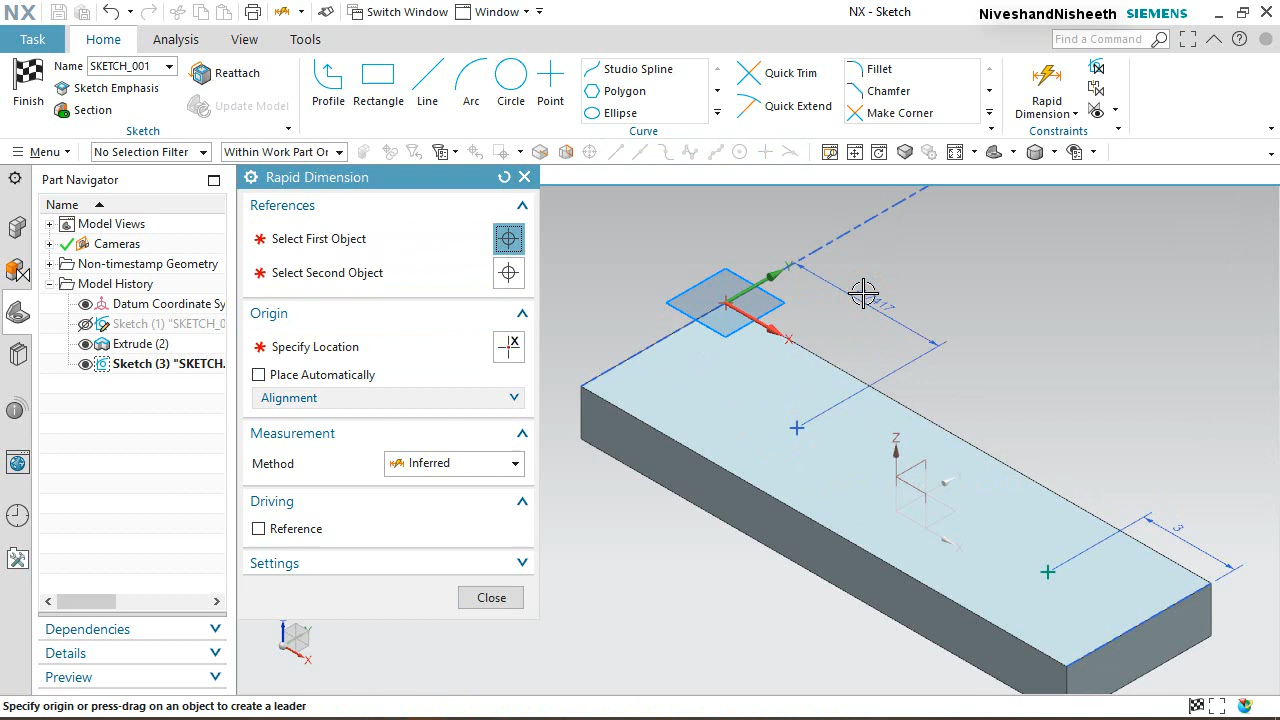 NX
Switch Window
Window
NX - Sketch
NiveshandNisheeth SIEMENS
Task
Home
Analysis
View
Tools
Find a Command
Finish
Name SKETCH_001
Sketch Emphasis
Section
Reattach
Update Model
Sketch
Profile
Rectangle
Line
Arc
Circle
Point
Studio Spline
Polygon
Ellipse
Curve
Quick Trim
Quick Extend
Fillet
Chamfer
Make Corner
Rapid
Dimension
Constraints
Menu
No Selection Filter
Within Work Part Or
Part Navigator
Name
Model Views
Cameras
Non-timestamp Geometry
Model History
Datum Coordinate Sy
Sketch (1) "SKETCH_0
Extrude (2)
Sketch (3) "SKETCH.
Dependencies
Details
Preview
Rapid Dimension
References
Select First Object
Select Second Object
Origin
Specify Location
X
Place Automatically
Alignment
Measurement
Method
Inferred
Driving
Reference
Settings
Close
Y
X
Z
X
3
Y
X
Specify origin or press-drag on an object to create a leader